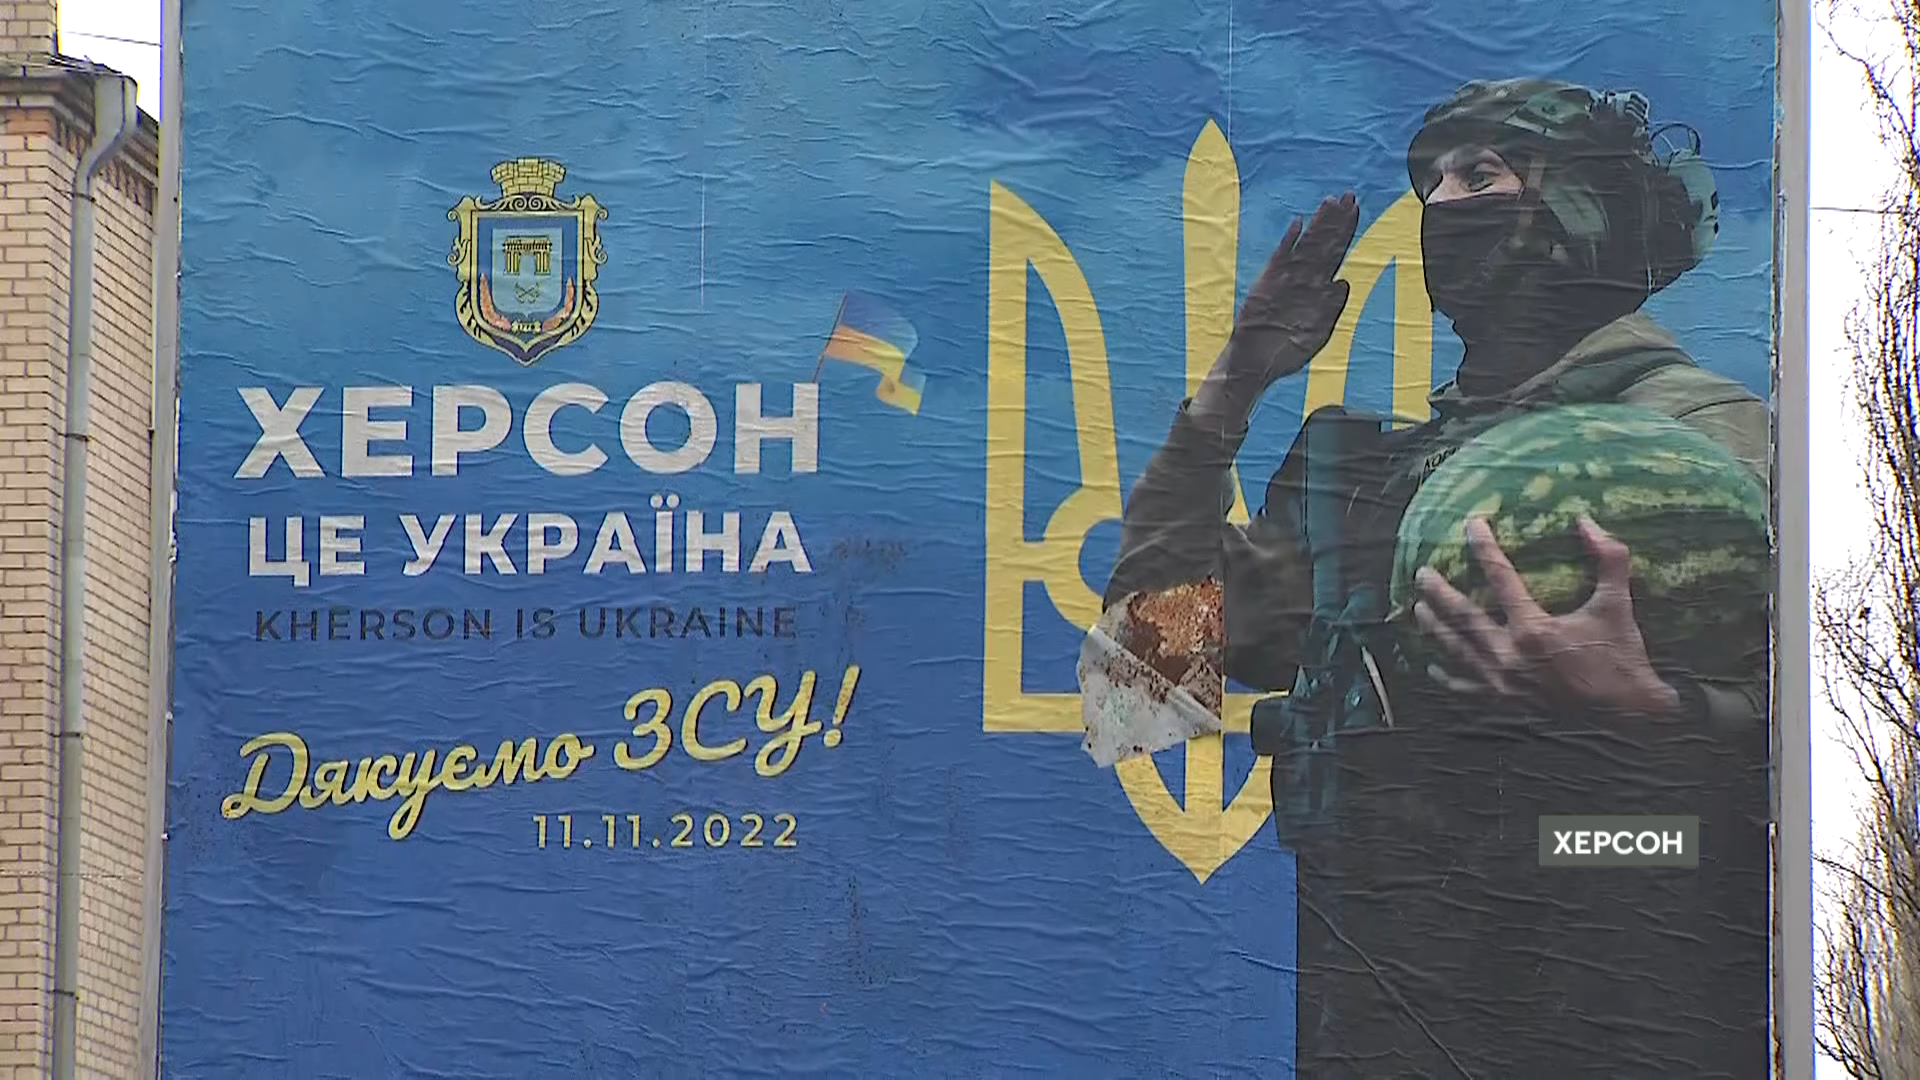 ХЕРСОН
ЦЕ УКРАЇНА
KHERSON IS UKRAINE
Дякуємо ЗСУ!
11.11.2022
ХЕРСОН